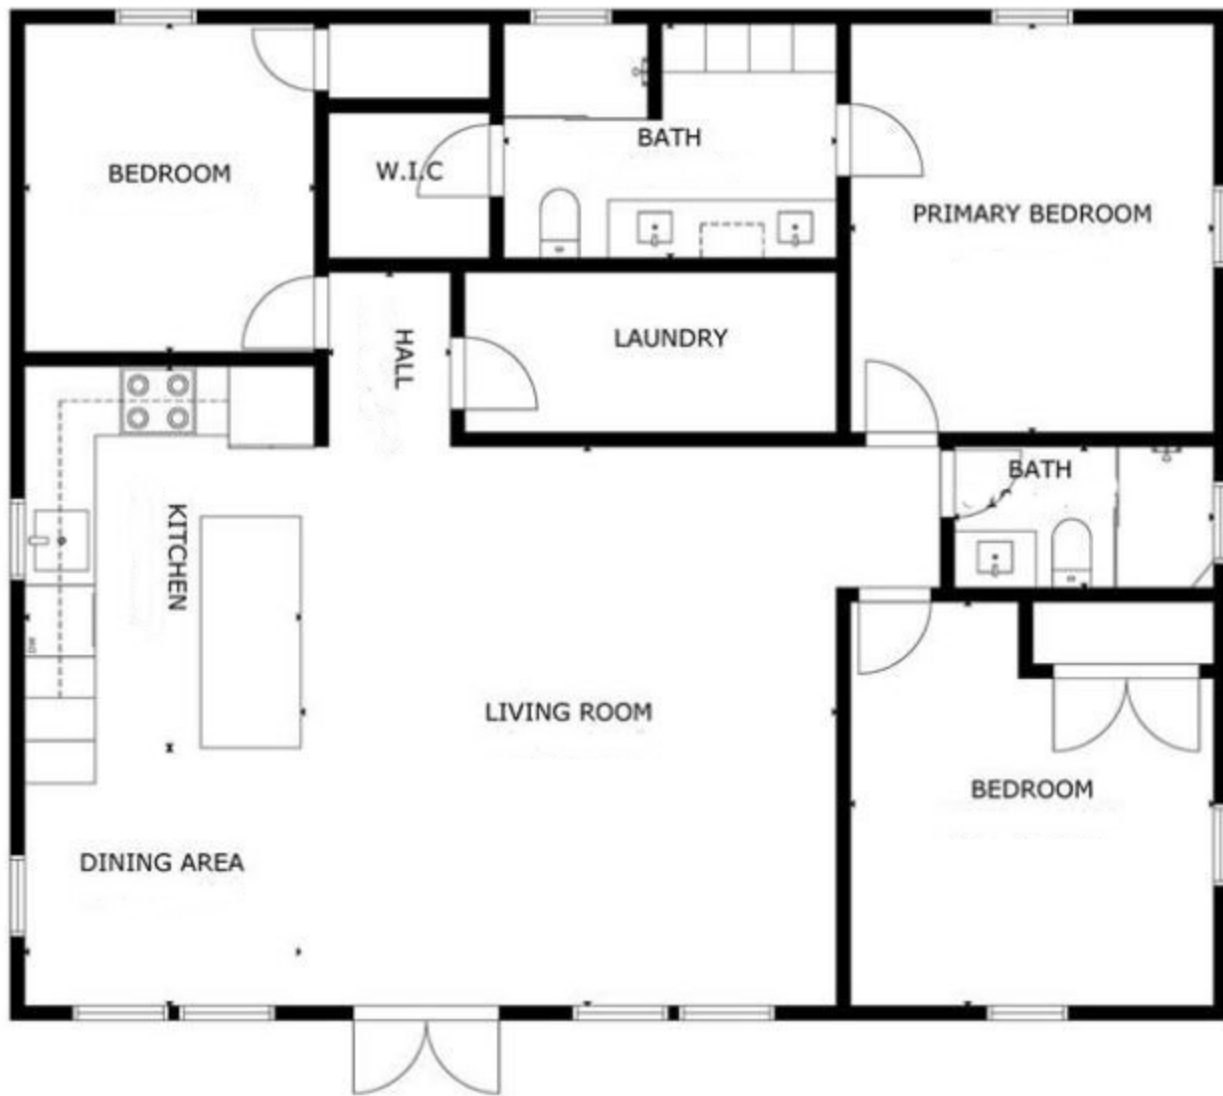 BATH
BEDROOM
W.I.C
PRIMARY BEDROOM
HALL
LAUNDRY
BATH
KITCHEN
LIVING ROOM
BEDROOM
DINING AREA